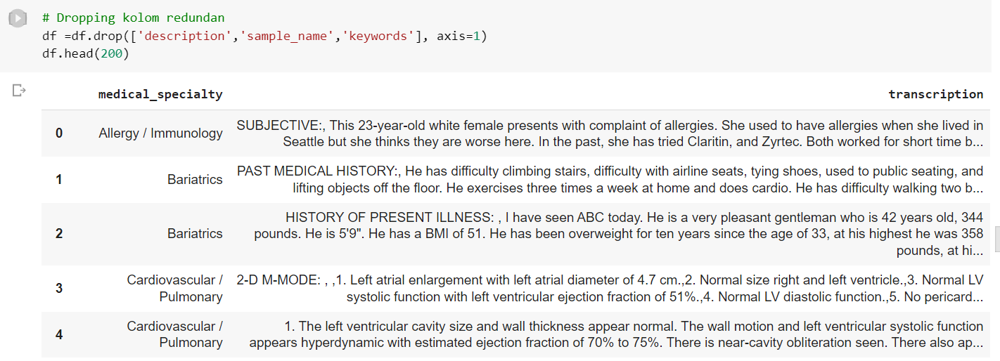 # Dropping kolom redundan
df =df.drop(['description','sample_name','keywords'], axis=1)
df.head(200)
medical_specialty transcription
0 Allergy / Immunology SUBJECTIVE:, This 23-year-old white female presents with complaint of allergies. She used to have allergies when she lived in
Seattle but she thinks they are worse here. In the past, she has tried Claritin, and Zyrtec. Both worked for short time b...
1 Bariatrics PAST MEDICAL HISTORY:, He has difficulty climbing stairs, difficulty with airline seats, tying shoes, used to public seating, and
lifting objects off the floor. He exercises three times a week at home and does cardio. He has difficulty walking two b...
HISTORY OF PRESENT ILLNESS: , I have seen ABC today. He is a very pleasant gentleman who is 42 years old, 344
2 Bariatrics pounds. He is 5'9". He has a BMI of 51. He has been overweight for ten years since the age of 33, at his highest he was 358
pounds, at hi...
3 Cardiovascular / Pulmonary 2-D M-MODE: , ,1. Left atrial enlargement with left atrial diameter of 4.7 cm.,2. Normal size right and left ventricle.,3. Normal LV
systolic function with left ventricular ejection fraction of 51%.,4. Normal LV diastolic function.,5. No pericard...
4 Cardiovascular / Pulmonary 1. The left ventricular cavity size and wall thickness appear normal. The wall motion and left ventricular systolic function
appears hyperdynamic with estimated ejection fraction of 70% to 75%. There is near-cavity obliteration seen. There also ap...